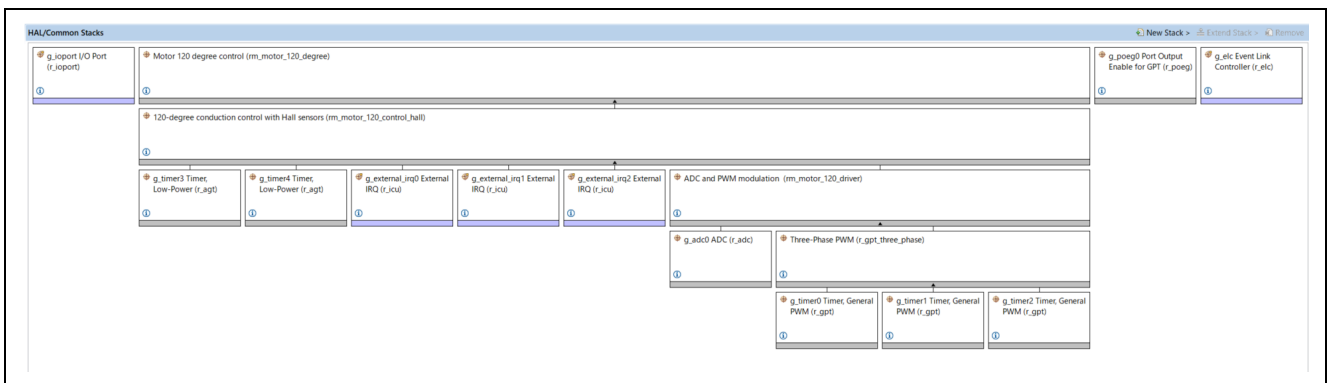 HAL/Common Stacks
New Stack >
Extend Stack >
Remove
g_ioport I/O Port
(r_ioport)
Motor 120 degree control (rm_motor_120_degree)
g_poeg0 Port Output
Enable for GPT (r_poeg)
g_elc Event Link
Controller (r_elc)
120-degree conduction control with Hall sensors (rm_motor_120_control_hall)
g_timer3 Timer,
Low-Power (r_agt)
g_timer4 Timer,
Low-Power (r_agt)
g_external_irq0 External
IRQ (r_icu)
g_external_irq1 External
IRQ (r_icu)
g_external_irq2 External
IRQ (r_icu)
ADC and PWM modulation (rm_motor_120_driver)
g_adc0 ADC (r_adc)
Three-Phase PWM (r_gpt_three_phase)
g_timer0 Timer, General
PWM (r_gpt)
g_timer1 Timer, General
PWM (r_gpt)
g_timer2 Timer, General
PWM (r_gpt)